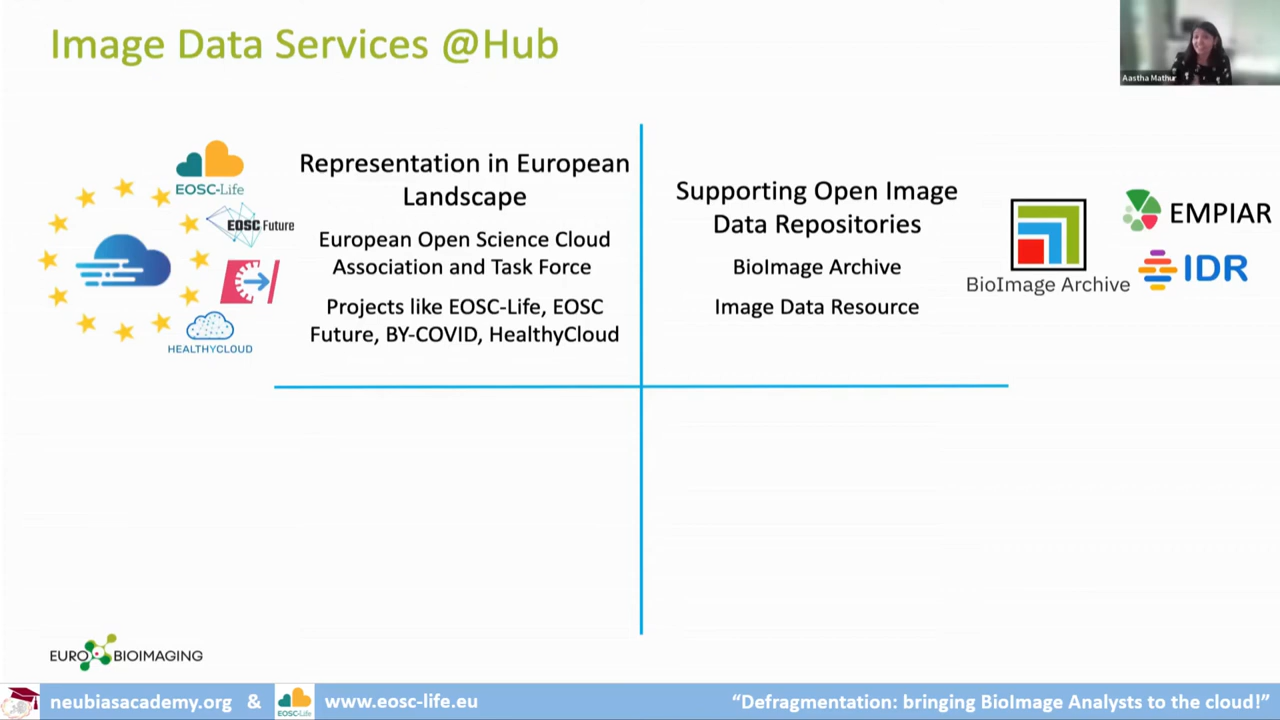 Image Data Services @Hub
Aastha Mathur
EOSC-Life
EOSC Future
HEALTHYCLOUD
Representation in European
Landscape
European Open Science Cloud
Association and Task Force
Projects like EOSC-Life, EOSC
Future, BY-COVID, HealthyCloud
Supporting Open Image
Data Repositories
BioImage Archive
Image Data Resource
BioImage Archive
EMPIAR
IDR
EURO BIOIMAGING
neubiasacademy.org & EOSC-Life www.eosc-life.eu "Defragmentation: bringing BioImage Analysts to the cloud!”